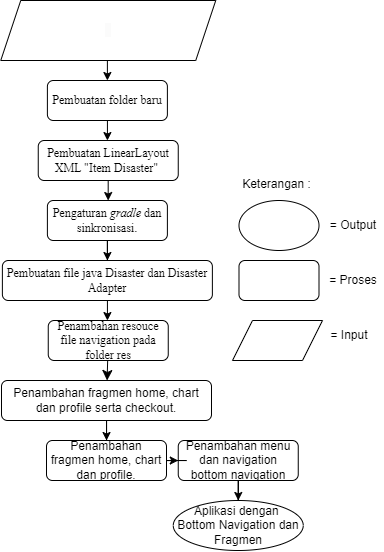 Pembuatan folder baru
Pembuatan LinearLayout
XML "Item Disaster"
Pengaturan gradle dan
sinkronisasi.
Pembuatan file java Disaster dan Disaster
Adapter
Penambahan resouce
file navigation pada
folder res
Penambahan fragmen home, chart
dan profile serta checkout.
Penambahan
fragmen home, chart
dan profile.
Penambahan menu
dan navigation
bottom navigation
Aplikasi dengan
Bottom Navigation dan
Fragmen
Keterangan :
= Output
= Proses
= Input